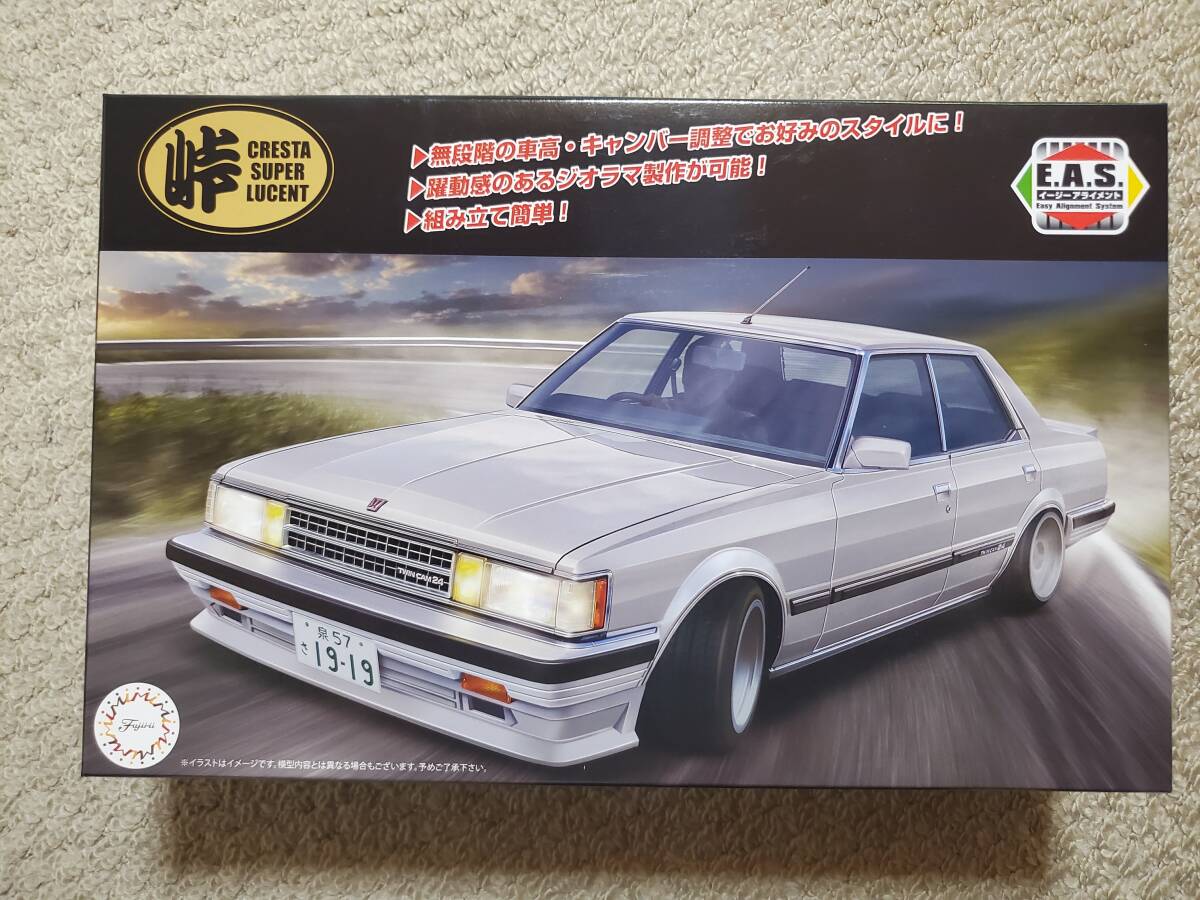 峠
CRESTA
SUPER
LUCENT
▶無段階の車高・キャンバー調整でお好みのスタイルに!
▶躍動感のあるジオラマ製作が可能!
▶組み立て簡単!
E.A.S.
イージーアライメント
Easy Alignment System
TWIN CAM 24
TWIN CAM 24
・泉57・
さ 19-19
Fujimi
※イラストはイメージです。模型内容とは異なる場合もございます。予めご了承下さい。